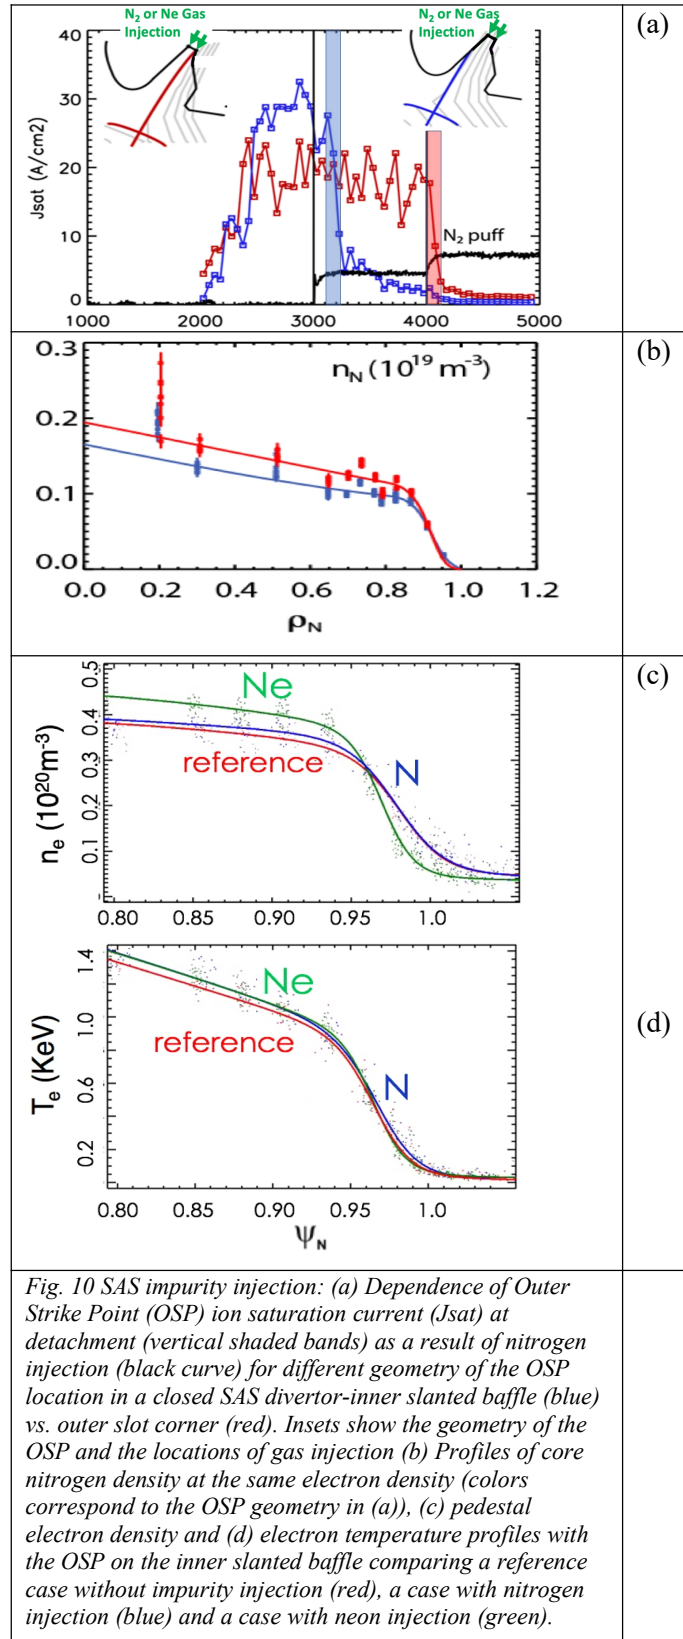 N₂ or Ne Gas
Injection
N₂ or Ne Gas
Injection
(a)
40
30
20
10
0
Jsat (A/cm2)
N₂ puff
1000 2000 3000 4000 5000
(b)
0.3
0.2
0.1
0.0
n_N (10¹⁹ m⁻³)
0.0 0.2 0.4 0.6 0.8 1.0 1.2
ρ_N
(c)
0.5
0.4
0.3
0.2
0.1
nₑ (10²⁰m⁻³)
Ne
reference
N
0.80 0.85 0.90 0.95 1.0
(d)
1.4
1.0
0.6
0.2
Tₑ (KeV)
Ne
reference
N
0.80 0.85 0.90 0.95 1.0
Ψ_N
Fig. 10 SAS impurity injection: (a) Dependence of Outer
Strike Point (OSP) ion saturation current (Jsat) at
detachment (vertical shaded bands) as a result of nitrogen
injection (black curve) for different geometry of the OSP
location in a closed SAS divertor-inner slanted baffle (blue)
vs. outer slot corner (red). Insets show the geometry of the
OSP and the locations of gas injection (b) Profiles of core
nitrogen density at the same electron density (colors
correspond to the OSP geometry in (a)), (c) pedestal
electron density and (d) electron temperature profiles with
the OSP on the inner slanted baffle comparing a reference
case without impurity injection (red), a case with nitrogen
injection (blue) and a case with neon injection (green).